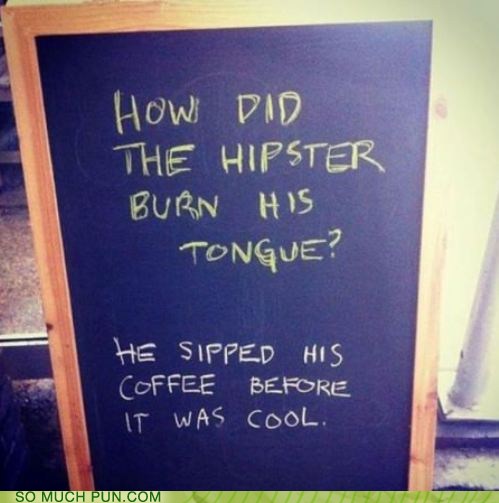 HOW DID
THE HIPSTER
BURN HIS
TONGUE?
HE SIPPED HIS
COFFEE BEFORE
IT WAS COOL.
SO MUCH PUN.COM